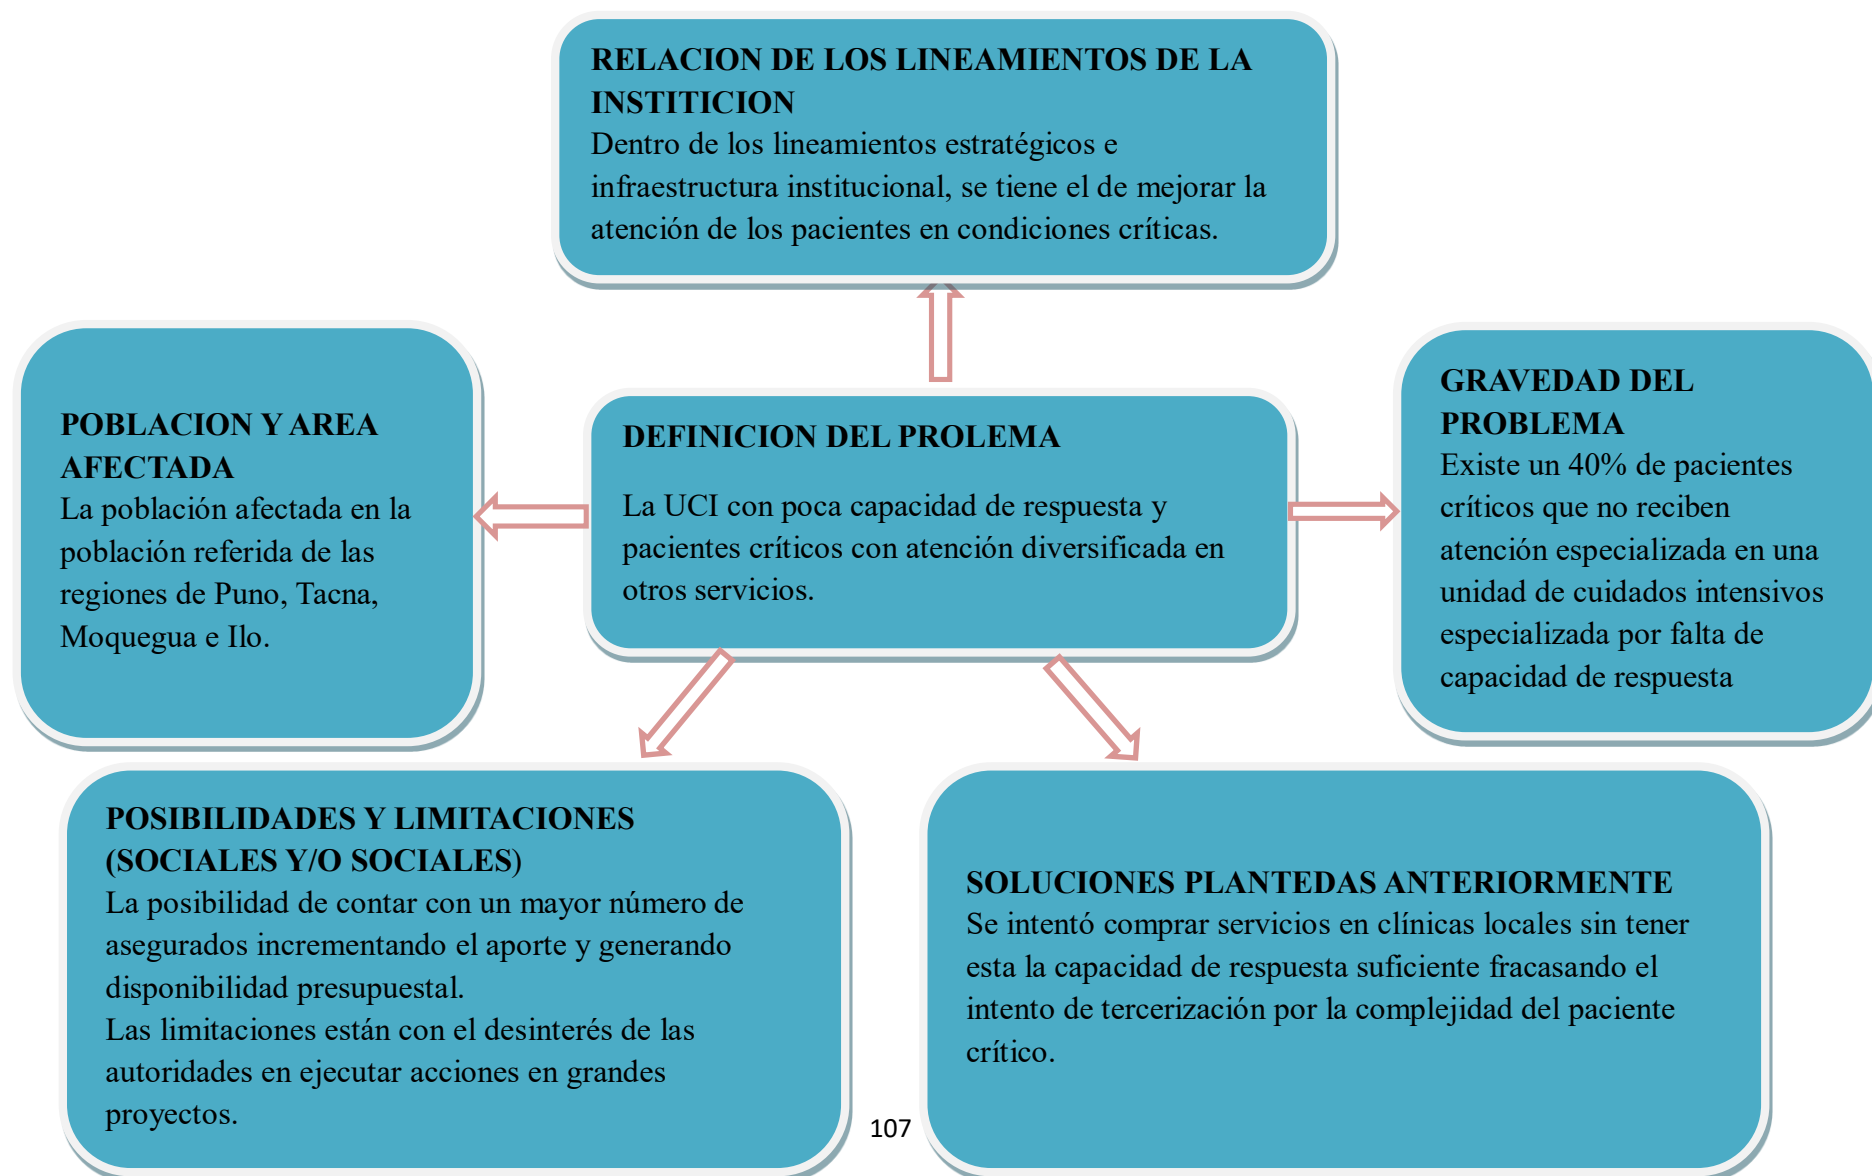 RELACION DE LOS LINEAMIENTOS DE LA
INSTITICION
Dentro de los lineamientos estratégicos e
infraestructura institucional, se tiene el de mejorar la
atención de los pacientes en condiciones críticas.
POBLACION Y AREA
AFECTADA
La población afectada en la
población referida de las
regiones de Puno, Tacna,
Moquegua e Ilo.
DEFINICION DEL PROLEMA
La UCI con poca capacidad de respuesta y
pacientes críticos con atención diversificada en
otros servicios.
GRAVEDAD DEL
PROBLEMA
Existe un 40% de pacientes
críticos que no reciben
atención especializada en una
unidad de cuidados intensivos
especializada por falta de
capacidad de respuesta
POSIBILIDADES Y LIMITACIONES
(SOCIALES Y/O SOCIALES)
La posibilidad de contar con un mayor número de
asegurados incrementando el aporte y generando
disponibilidad presupuestal.
Las limitaciones están con el desinterés de las
autoridades en ejecutar acciones en grandes
proyectos.
SOLUCIONES PLANTEDAS ANTERIORMENTE
Se intentó comprar servicios en clínicas locales sin tener
esta la capacidad de respuesta suficiente fracasando el
intento de tercerización por la complejidad del paciente
crítico.
107